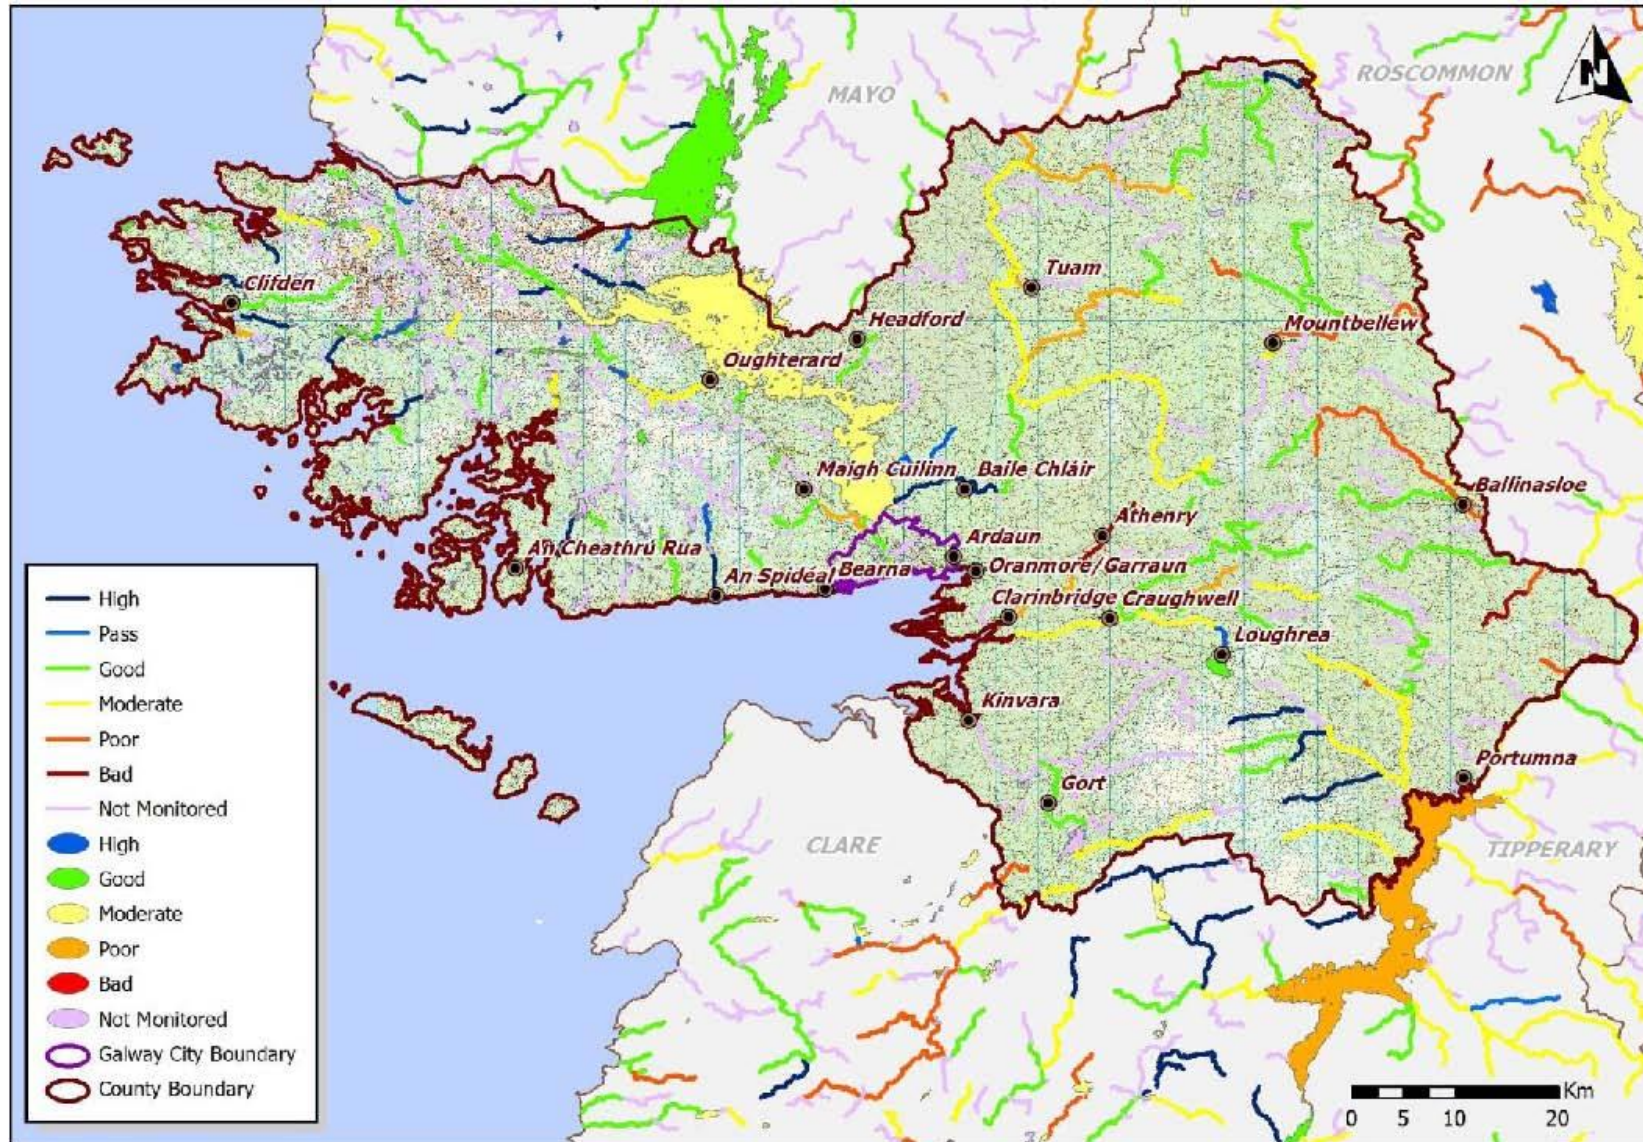 MAYO
ROSCOMMON
N
Clifden
Tuam
Headford
Mountbellew
Oughterard
Maigh Cuilinn
Baile Chláir
Ballinasloe
Athenry
Ardaun
An Cheathrú Rua
Bearna
Oranmore/Garraun
An Spidéal
Clarinbridge
Craughwell
Loughrea
Kinvara
Portumna
Gort
CLARE
TIPPERARY
High
Pass
Good
Moderate
Poor
Bad
Not Monitored
High
Good
Moderate
Poor
Bad
Not Monitored
Galway City Boundary
County Boundary
Km
0 5 10 20